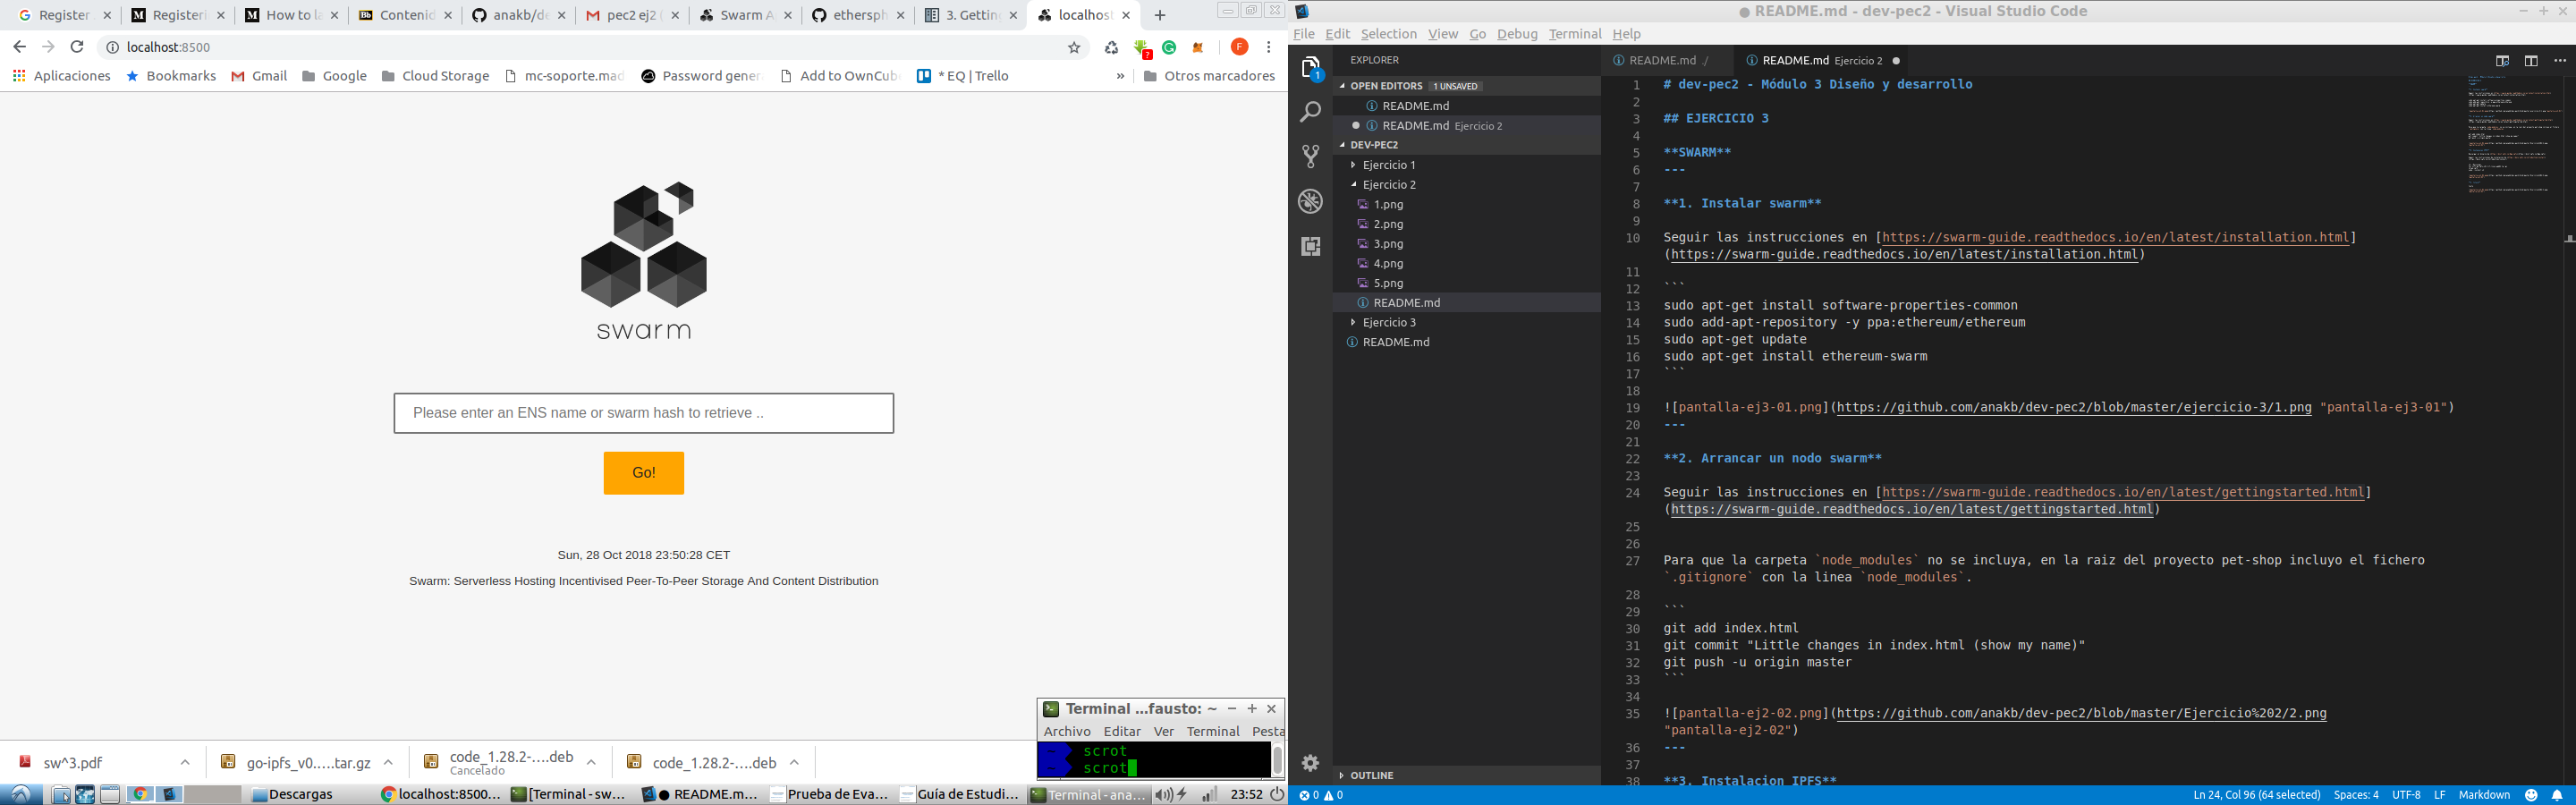 Register
Registeri
How to la
Contenid
anakb/de
pec2 ej2 (
Swarm A
ethersph
3. Getting
localhost
localhost:8500
F
Aplicaciones
Bookmarks
Gmail
Google
Cloud Storage
mc-soporte.mad
Password gener
Add to OwnCub
* EQ | Trello
»
Otros marcadores
swarm
Please enter an ENS name or swarm hash to retrieve ..
Go!
Sun, 28 Oct 2018 23:50:28 CET
Swarm: Serverless Hosting Incentivised Peer-To-Peer Storage And Content Distribution
Terminal ...fausto: ~
Archivo Editar Ver Terminal Pesta
~ scrot
~ scrot
sw^3.pdf
go-ipfs_v0.....tar.gz
code_1.28.2-....deb
Cancelado
code_1.28.2-....deb
Descargas
localhost:8500...
[Terminal - sw...
● README.m...
Prueba de Eva...
Guía de Estudi...
Terminal - ana...
23:52
● README.md - dev-pec2 - Visual Studio Code
File Edit Selection View Go Debug Terminal Help
1
EXPLORER
OPEN EDITORS 1 UNSAVED
README.md
README.md Ejercicio 2
DEV-PEC2
Ejercicio 1
Ejercicio 2
1.png
2.png
3.png
4.png
5.png
README.md
Ejercicio 3
README.md
OUTLINE
README.md ./
README.md Ejercicio 2
1 # dev-pec2 - Módulo 3 Diseño y desarrollo
2
3 ## EJERCICIO 3
4
5 **SWARM**
6 ---
7
8 **1. Instalar swarm**
9
10 Seguir las instrucciones en [https://swarm-guide.readthedocs.io/en/latest/installation.html]
(https://swarm-guide.readthedocs.io/en/latest/installation.html)
11
12 ```
13 sudo apt-get install software-properties-common
14 sudo add-apt-repository -y ppa:ethereum/ethereum
15 sudo apt-get update
16 sudo apt-get install ethereum-swarm
17 ```
18
19 ![pantalla-ej3-01.png](https://github.com/anakb/dev-pec2/blob/master/ejercicio-3/1.png "pantalla-ej3-01")
20 ---
21
22 **2. Arrancar un nodo swarm**
23
24 Seguir las instrucciones en [https://swarm-guide.readthedocs.io/en/latest/gettingstarted.html]
(https://swarm-guide.readthedocs.io/en/latest/gettingstarted.html)
25
26
27 Para que la carpeta `node_modules` no se incluya, en la raiz del proyecto pet-shop incluyo el fichero
`.gitignore` con la linea `node_modules`.
28
29 ```
30 git add index.html
31 git commit "Little changes in index.html (show my name)"
32 git push -u origin master
33 ```
34
35 ![pantalla-ej2-02.png](https://github.com/anakb/dev-pec2/blob/master/Ejercicio%202/2.png
"pantalla-ej2-02")
36 ---
37
38 **3. Instalacion IPFS**
0 0
Ln 24, Col 96 (64 selected) Spaces: 4 UTF-8 LF Markdown